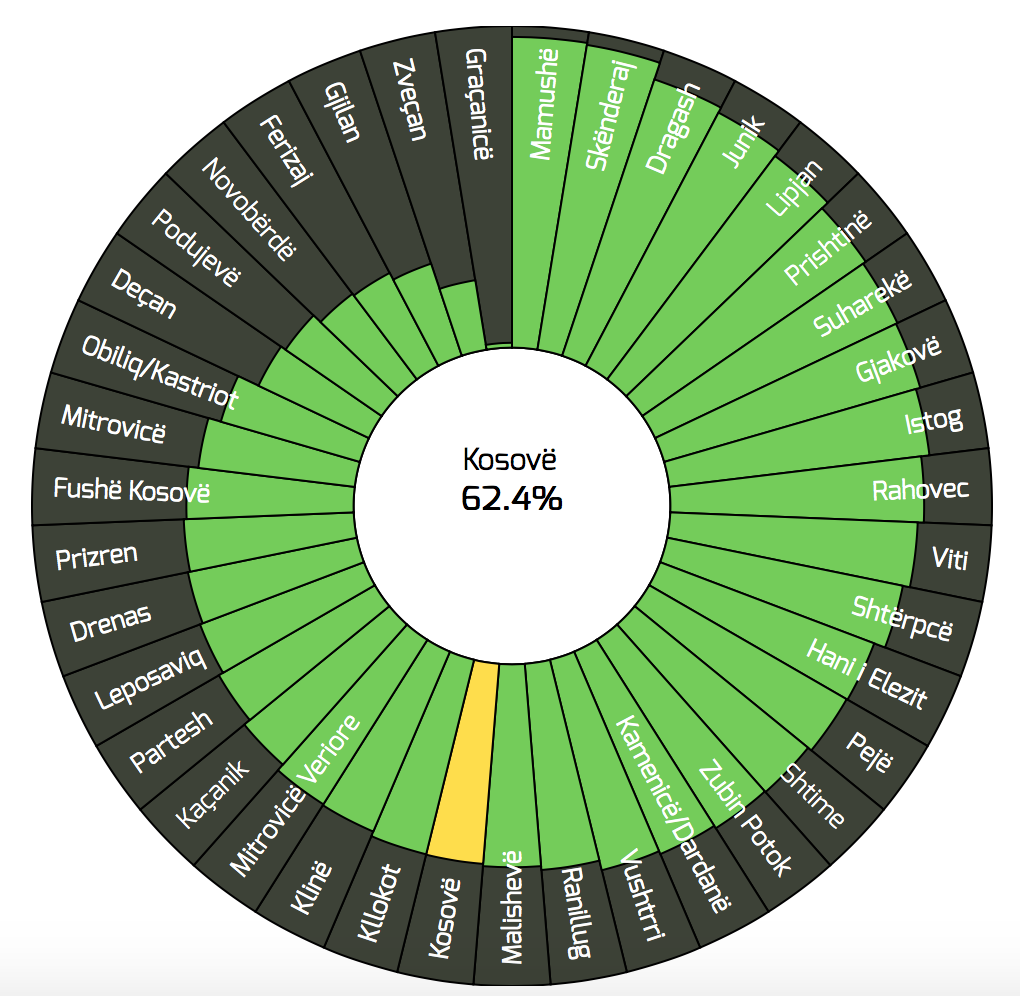 Kosovë
62.4%
Mamushë
Skënderaj
Dragash
Junik
Lipjan
Prishtinë
Suharekë
Gjakovë
Istog
Rahovec
Viti
Shtërpcë
Hani i Elezit
Pejë
Shtime
Zubin Potok
Kamenicë/Dardanë
Vushtrri
Ranillug
Malishevë
Kosovë
Kllokot
Klinë
Mitrovicë Veriore
Kaçanik
Partesh
Leposaviq
Drenas
Prizren
Fushë Kosovë
Mitrovicë
Obiliq/Kastriot
Deçan
Podujevë
Novobërdë
Ferizaj
Gjilan
Zveçan
Graçanicë